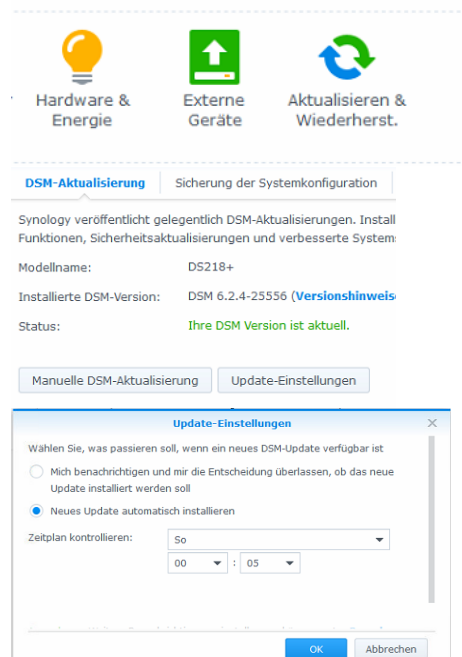 Hardware &
Energie
Externe
Geräte
Aktualisieren &
Wiederherst.
DSM-Aktualisierung
Sicherung der Systemkonfiguration
Synology veröffentlicht gelegentlich DSM-Aktualisierungen. Install
Funktionen, Sicherheitsaktualisierungen und verbesserte System
Modellname: DS218+
Installierte DSM-Version: DSM 6.2.4-25556 (Versionshinweis
Status: Ihre DSM Version ist aktuell.
Manuelle DSM-Aktualisierung
Update-Einstellungen
Update-Einstellungen
Wählen Sie, was passieren soll, wenn ein neues DSM-Update verfügbar ist
Mich benachrichtigen und mir die Entscheidung überlassen, ob das neue
Update installiert werden soll
Neues Update automatisch installieren
Zeitplan kontrollieren: So
00 : 05
OK
Abbrechen